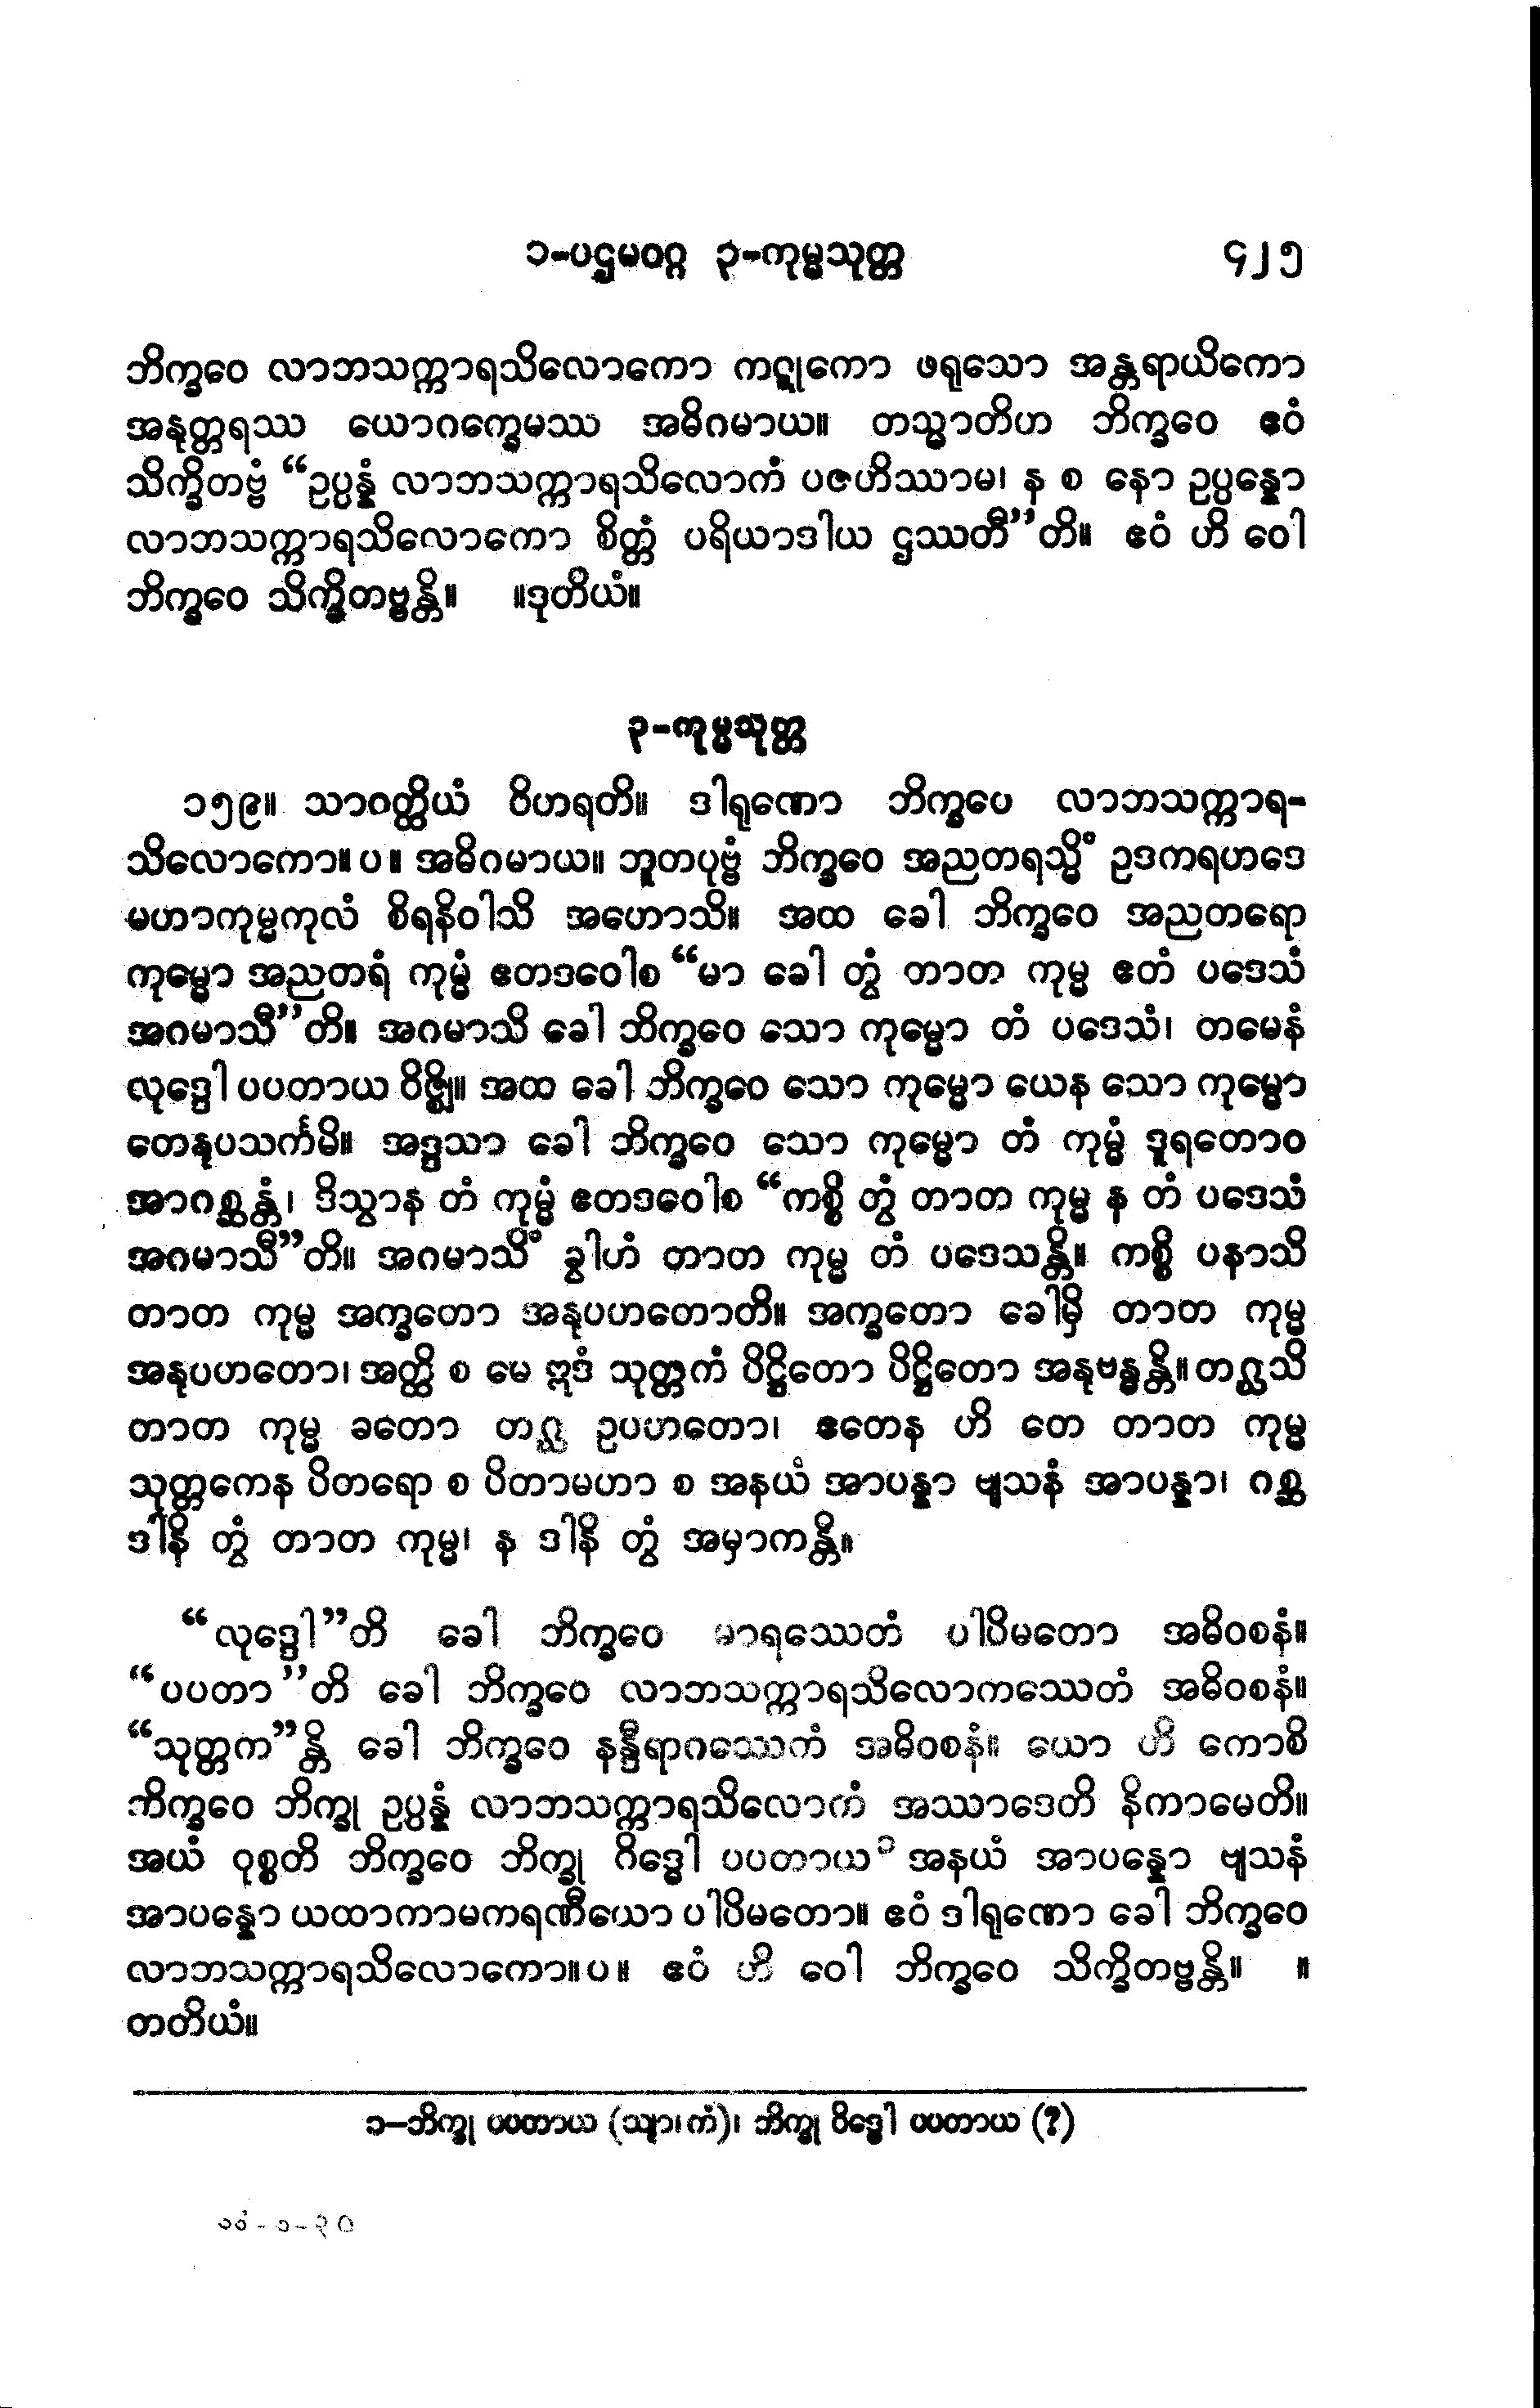 ၁-ပဌမဝဂ္ဂ ၃-ကုမ္မသုတ္တ ၄၂၅
ဘိက္ခဝေ လာဘသက္ကာရသိလောကော ကဋုကော ဖရုသော အန္တရာယိကော
အနုတ္တရဿ ယောဂက္ခေမဿ အဓိဂမာယ။ တသ္မာတိဟ ဘိက္ခဝေ ဧဝံ
သိက္ခိတဗ္ဗံ “ဥပ္ပန္နံ လာဘသက္ကာရသိလောကံ ပဇဟိဿာမ၊ န စ နော ဥပ္ပန္နော
လာဘသက္ကာရသိလောကော စိတ္တံ ပရိယာဒါယ ဌဿတီ”တိ။ ဧဝံ ဟိ ဝေါ
ဘိက္ခဝေ သိက္ခိတဗ္ဗန္တိ။ ။ဒုတိယံ။
၃-ကုမ္မသုတ္တ
၁၅၉။ သာဝတ္ထိယံ ဝိဟရတိ။ ဒါရုဏော ဘိက္ခပေ လာဘသက္ကာရ-
သိလောကော။ ပ ။ အဓိဂမာယ။ ဘူတပုဗ္ဗံ ဘိက္ခဝေ အညတရသ္မိံ ဥဒကရဟဒေ
မဟာကုမ္မကုလံ စိရနိဝါသိ အဟောသိ။ အထ ခေါ ဘိက္ခဝေ အညတရော
ကုမ္မော အညတရံ ကုမ္မံ ဧတဒဝေါစ “မာ ခေါ တွံ တာတ ကုမ္မ ဧတံ ပဒေသံ
အဂမာသီ”တိ။ အဂမာသိ ခေါ ဘိက္ခဝေ သော ကုမ္မော တံ ပဒေသံ၊ တမေနံ
လုဒ္ဒေါ ပပတာယ ဝိဇ္ဈိ။ အထ ခေါ ဘိက္ခဝေ သော ကုမ္မော ယေန သော ကုမ္မော
တေနုပသင်္ကမိ။ အဒ္ဒသာ ခေါ ဘိက္ခဝေ သော ကုမ္မော တံ ကုမ္မံ ဒူရတောဝ
အာဂစ္ဆန္တံ၊ ဒိသွာန တံ ကုမ္မံ ဧတဒဝေါစ “ကစ္စိ တွံ တာတ ကုမ္မ န တံ ပဒေသံ
အဂမာသီ”တိ။ အဂမာသိံ ခွါဟံ တာတ ကုမ္မ တံ ပဒေသန္တိ။ ကစ္စိ ပနာသိ
တာတ ကုမ္မ အက္ခတော အနုပဟတောတိ။ အက္ခတော ခေါမှိ တာတ ကုမ္မ
အနုပဟတော၊ အတ္ထိ စ မေ ဣဒံ သုတ္တကံ ပိဋ္ဌိတော ပိဋ္ဌိတော အနုဗန္ဓန္တိ။ တဂ္ဃသိ
တာတ ကုမ္မ ခတော တဂ္ဃ ဥပဟတော၊ ဧတေန ဟိ တေ တာတ ကုမ္မ
သုတ္တကေန ပိတရော စ ပိတာမဟာ စ အနယံ အာပန္နာ ဗျသနံ အာပန္နာ၊ ဂစ္ဆ
ဒါနိ တွံ တာတ ကုမ္မ၊ န ဒါနိ တွံ အမှာကန္တိ။
“လုဒ္ဒေါ”တိ ခေါ ဘိက္ခဝေ မာရဿေတံ ပါပိမတော အဓိဝစနံ။
“ပပတာ”တိ ခေါ ဘိက္ခဝေ လာဘသက္ကာရသိလောကဿေတံ အဓိဝစနံ။
“သုတ္တက”န္တိ ခေါ ဘိက္ခဝေ နန္ဒီရာဂဿေကံ အဓိဝစနံ။ ယော ဟိ ကောစိ
ဘိက္ခဝေ ဘိက္ခု ဥပ္ပန္နံ လာဘသက္ကာရသိလောကံ အဿာဒေတိ နိကာမေတိ။
အယံ ဝုစ္စတိ ဘိက္ခဝေ ဘိက္ခု ဂိဒ္ဓေါ ပပတာယ၁ အနယံ အာပန္နော ဗျသနံ
အာပန္နော ယထာကာမကရဏီယော ပါပိမတော။ ဧဝံ ဒါရုဏော ခေါ ဘိက္ခဝေ
လာဘသက္ကာရသိလောကော။ ပ ။ ဧဝံ ဟိ ဝေါ ဘိက္ခဝေ သိက္ခိတဗ္ဗန္တိ။ ။
တတိယံ။
၁–ဘိက္ခု ပပတာယ (သျာ၊ကံ)၊ ဘိက္ခု ဝိဒ္ဓေါ ပပတာယ (?)